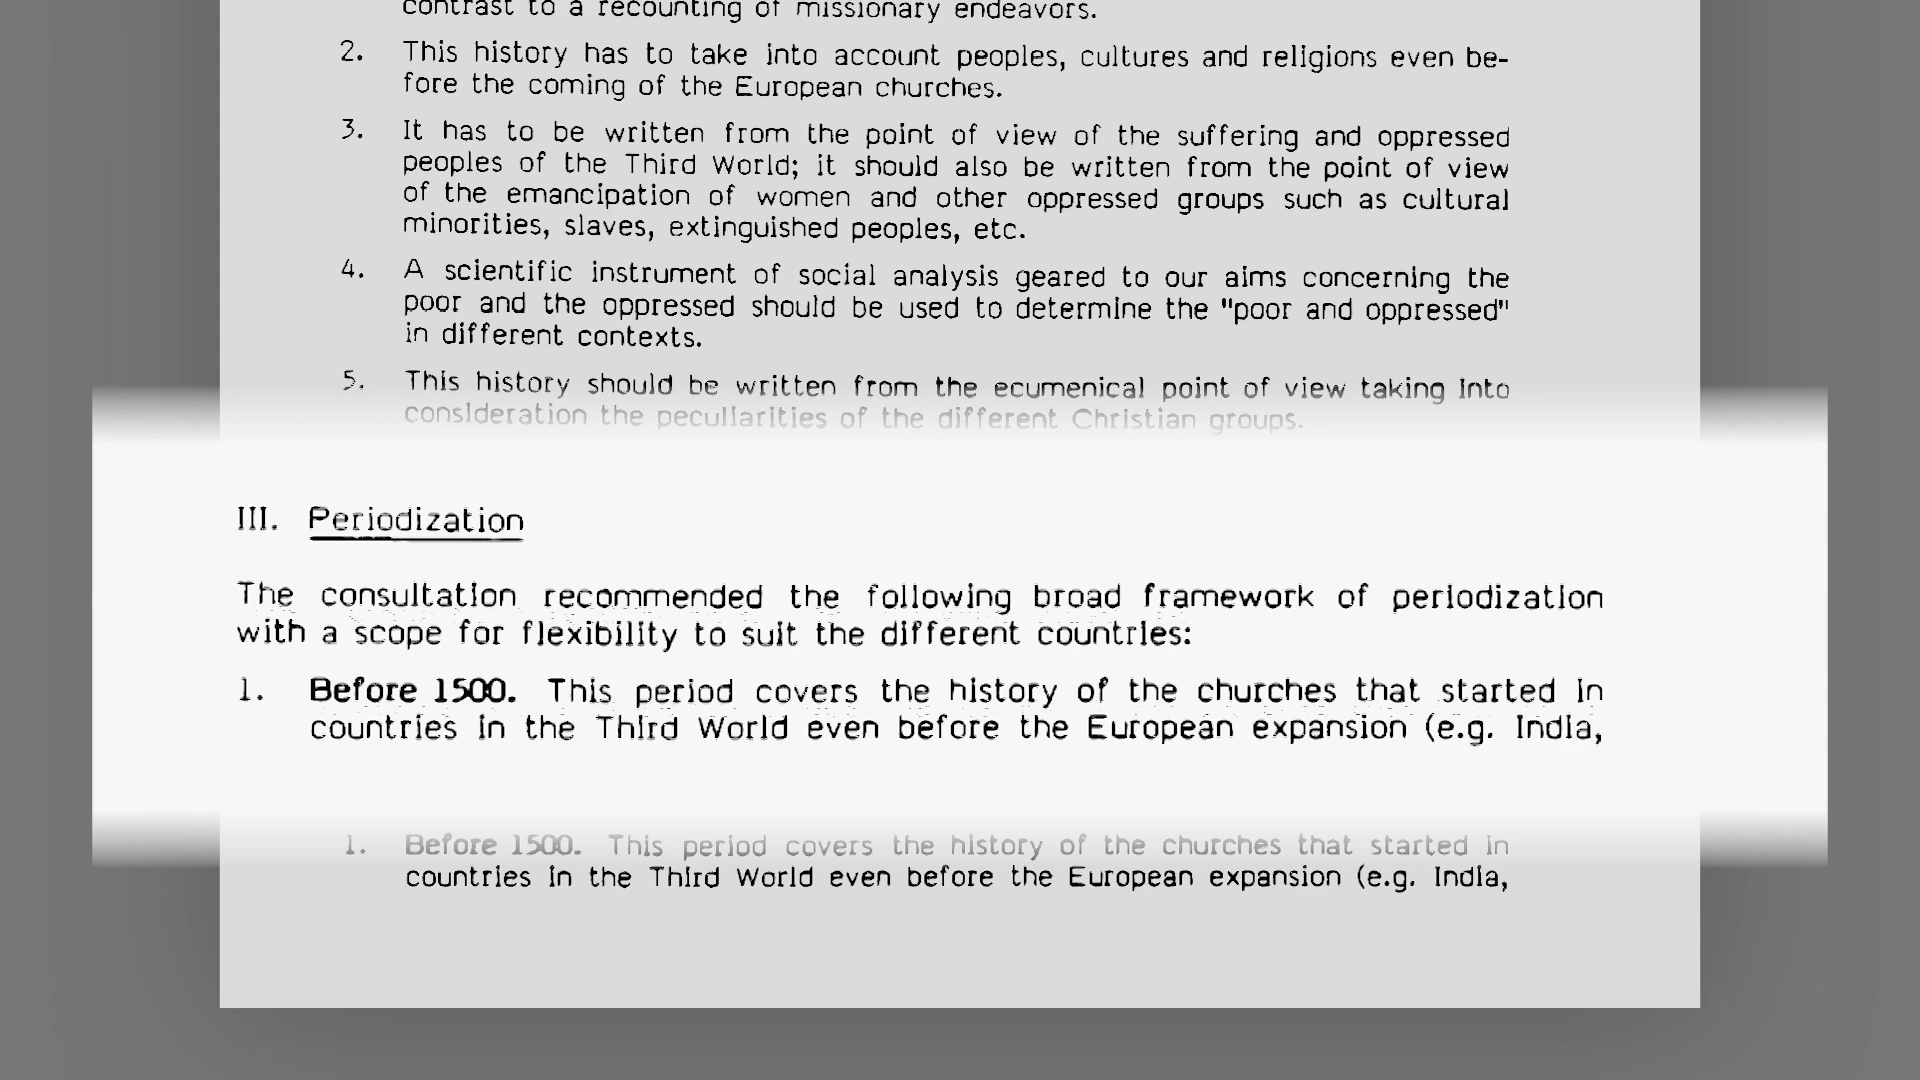 contrast to a recounting of missionary endeavors.
2. This history has to take into account peoples, cultures and religions even be-
fore the coming of the European churches.
3. It has to be written from the point of view of the suffering and oppressed
peoples of the Third World; it should also be written from the point of view
of the emancipation of women and other oppressed groups such as cultural
minorities, slaves, extinguished peoples, etc.
4. A scientific instrument of social analysis geared to our aims concerning the
poor and the oppressed should be used to determine the "poor and oppressed"
in different contexts.
5. This history should be written from the ecumenical point of view taking into
consideration the peculiarities of the different Christian groups.
III. Periodization
The consultation recommended the following broad framework of periodization
with a scope for flexibility to suit the different countries:
1. Before 1500. This period covers the history of the churches that started in
countries in the Third World even before the European expansion (e.g. India,
1. Before 1500. This period covers the history of the churches that started in
countries in the Third World even before the European expansion (e.g. India,